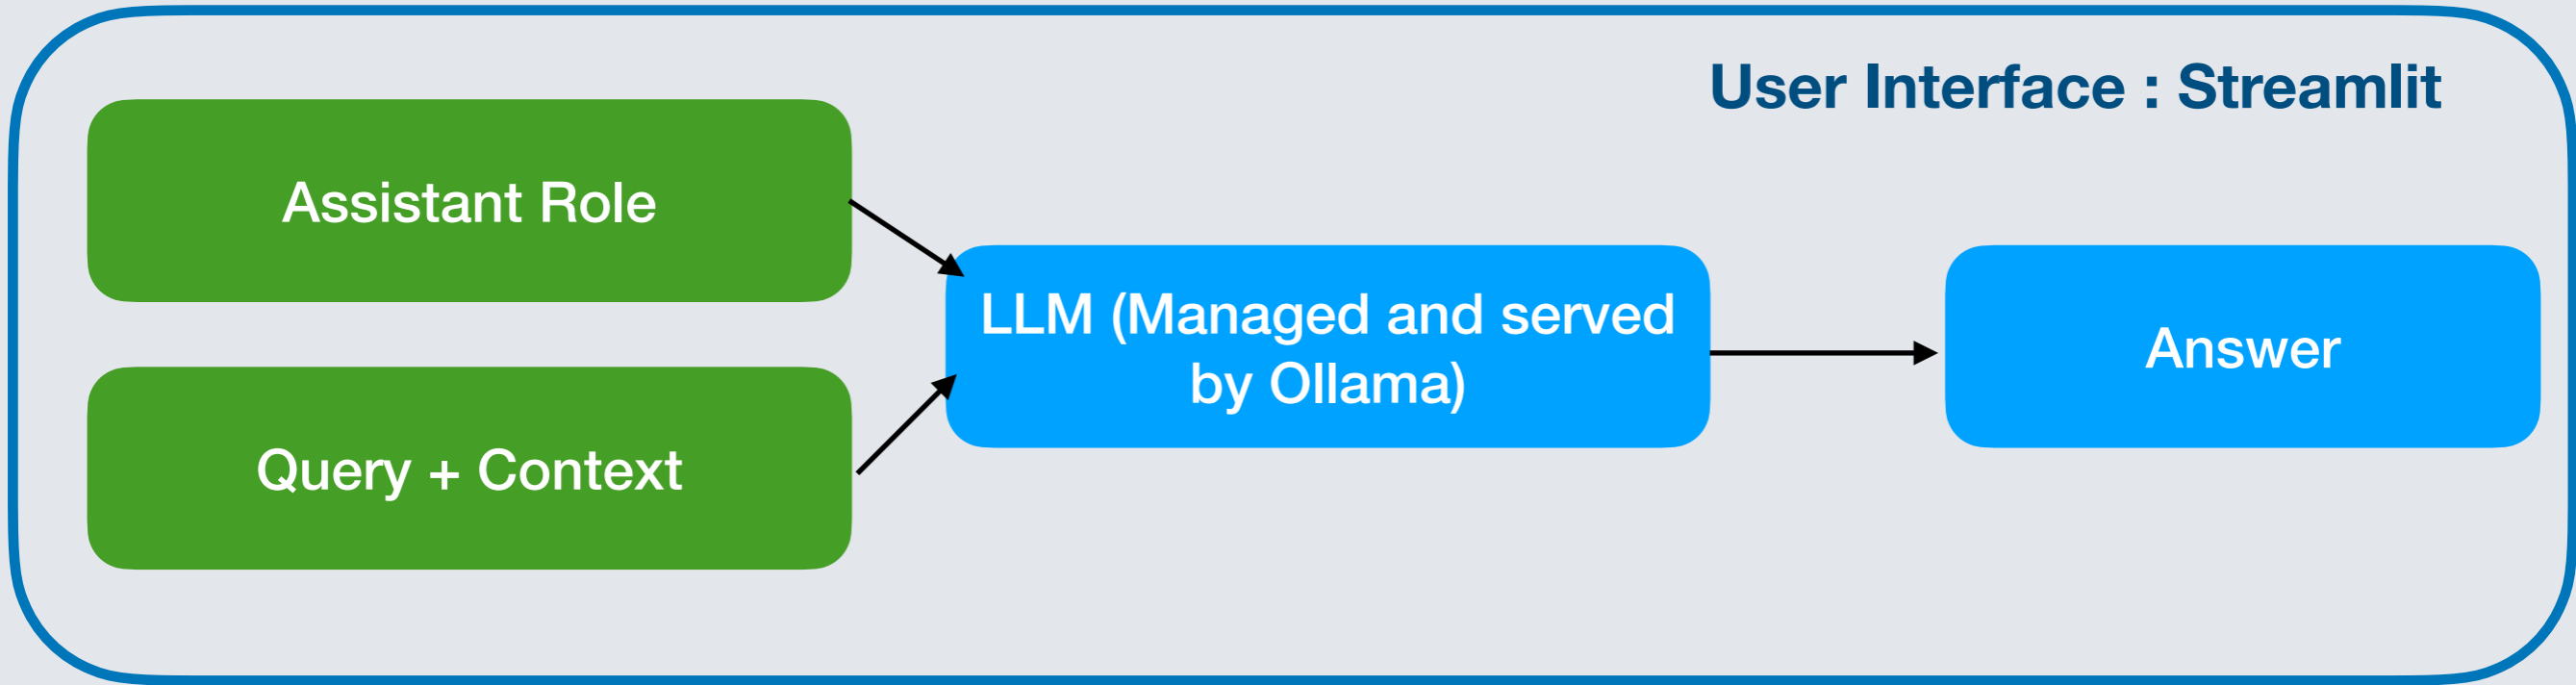 User Interface : Streamlit
Assistant Role
Query + Context
LLM (Managed and served
by Ollama)
Answer